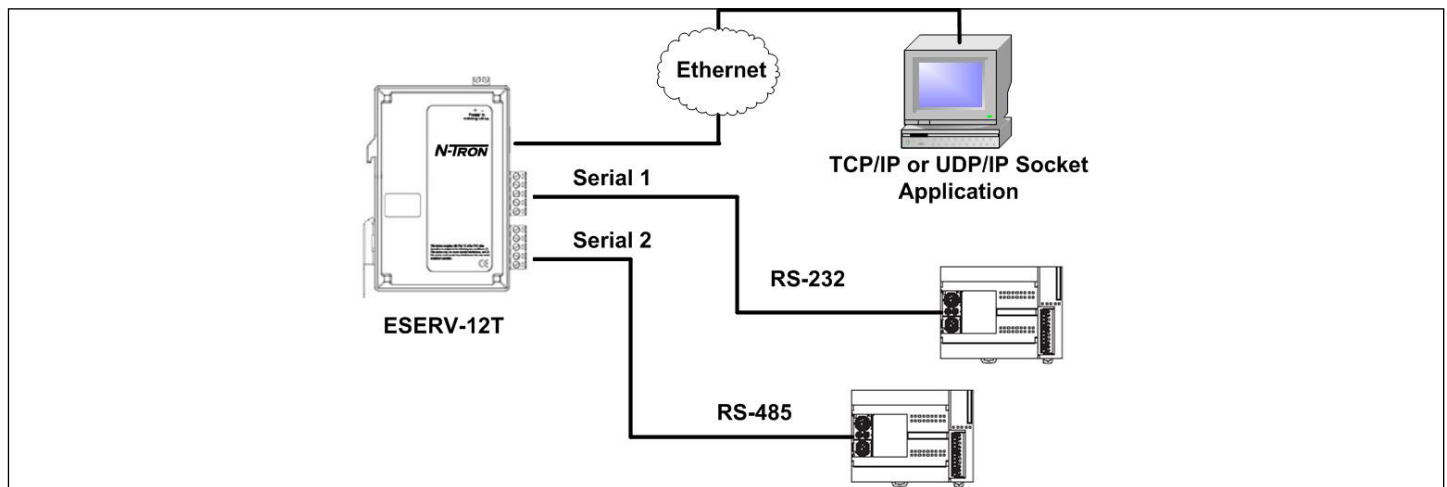 Ethernet
N-TRON
TCP/IP or UDP/IP Socket
Application
Serial 1
Serial 2
RS-232
ESERV-12T
RS-485